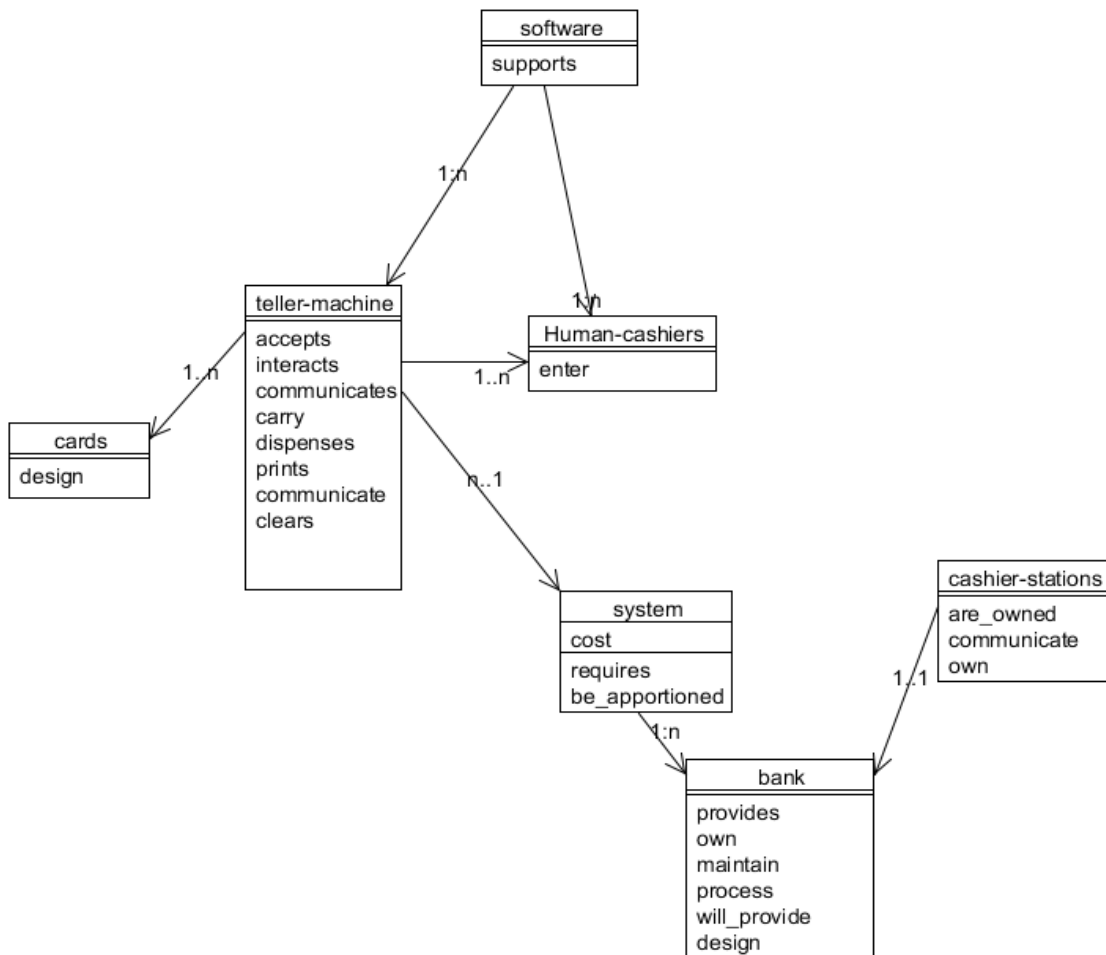 software
supports
1:n
teller-machine
accepts
interacts
communicates
carry
dispenses
prints
communicate
clears
1:n
Human-cashiers
enter
1..n
1..n
cards
design
n..1
system
cost
requires
be_apportioned
cashier-stations
are_owned
communicate
own
1..1
1:n
bank
provides
own
maintain
process
will_provide
design